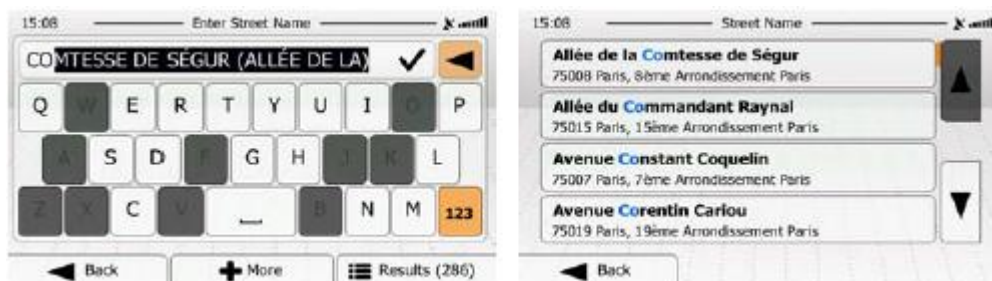 15:08 Enter Street Name
COMTESSE DE SÉGUR (ALLÉE DE LA)
Q W E R T Y U I O P
A S D F G H J K L
Z X C V B N M 123
Back More Results (286)
15:08 Street Name
Allée de la Comtesse de Ségur
75008 Paris, 8ème Arrondissement Paris
Allée du Commandant Raynal
75015 Paris, 15ème Arrondissement Paris
Avenue Constant Coquelin
75007 Paris, 7ème Arrondissement Paris
Avenue Corentin Cariou
75019 Paris, 19ème Arrondissement Paris
Back